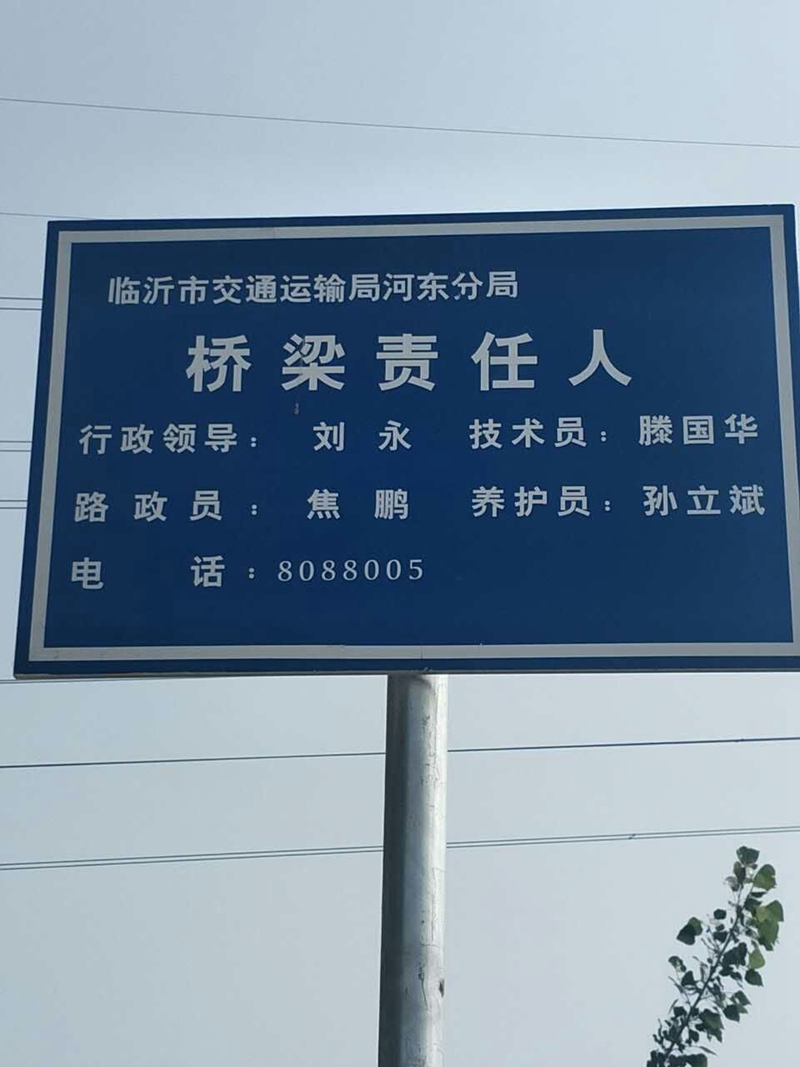 临沂市交通运输局河东分局
桥梁责任人
行政领导：刘永 技术员：滕国华
路政员：焦鹏 养护员：孙立斌
电话：8088005